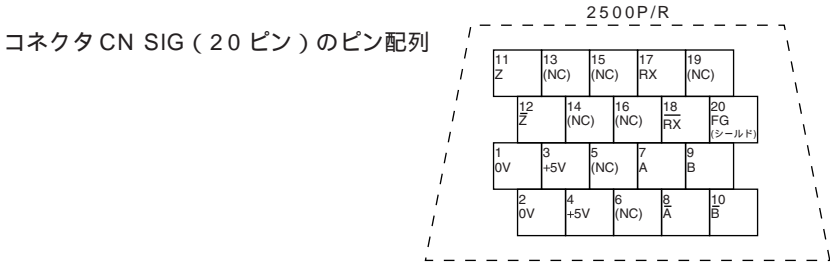 2500P/R
コネクタCN SIG（20ピン）のピン配列
11 13 15 17 19
Z (NC) (NC) RX (NC)
12 14 16 18 20
Z̅ (NC) (NC) R̅X̅ FG
(シールド)
1 3 5 7 9
0V +5V (NC) A B
2 4 6 8 10
0V +5V (NC) A̅ B̅